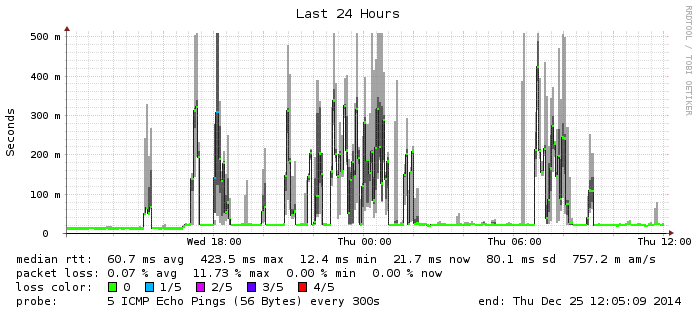 Last 24 Hours
RRDTOOL / TOBI OETIKER
Seconds
500 m
400 m
300 m
200 m
100 m
0
Wed 18:00 Thu 00:00 Thu 06:00 Thu 12:00
median rtt: 60.7 ms avg 423.5 ms max 12.4 ms min 21.7 ms now 80.1 ms sd 757.2 m am/s
packet loss: 0.07 % avg 11.73 % max 0.00 % min 0.00 % now
loss color: 0 1/5 2/5 3/5 4/5
probe: 5 ICMP Echo Pings (56 Bytes) every 300s end: Thu Dec 25 12:05:09 2014